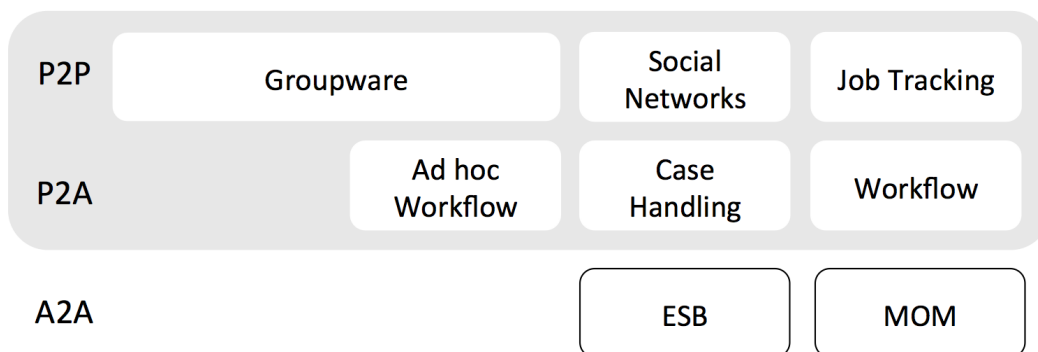 P2P
Groupware
Social
Networks
Job Tracking
P2A
Ad hoc
Workflow
Case
Handling
Workflow
A2A
ESB
MOM